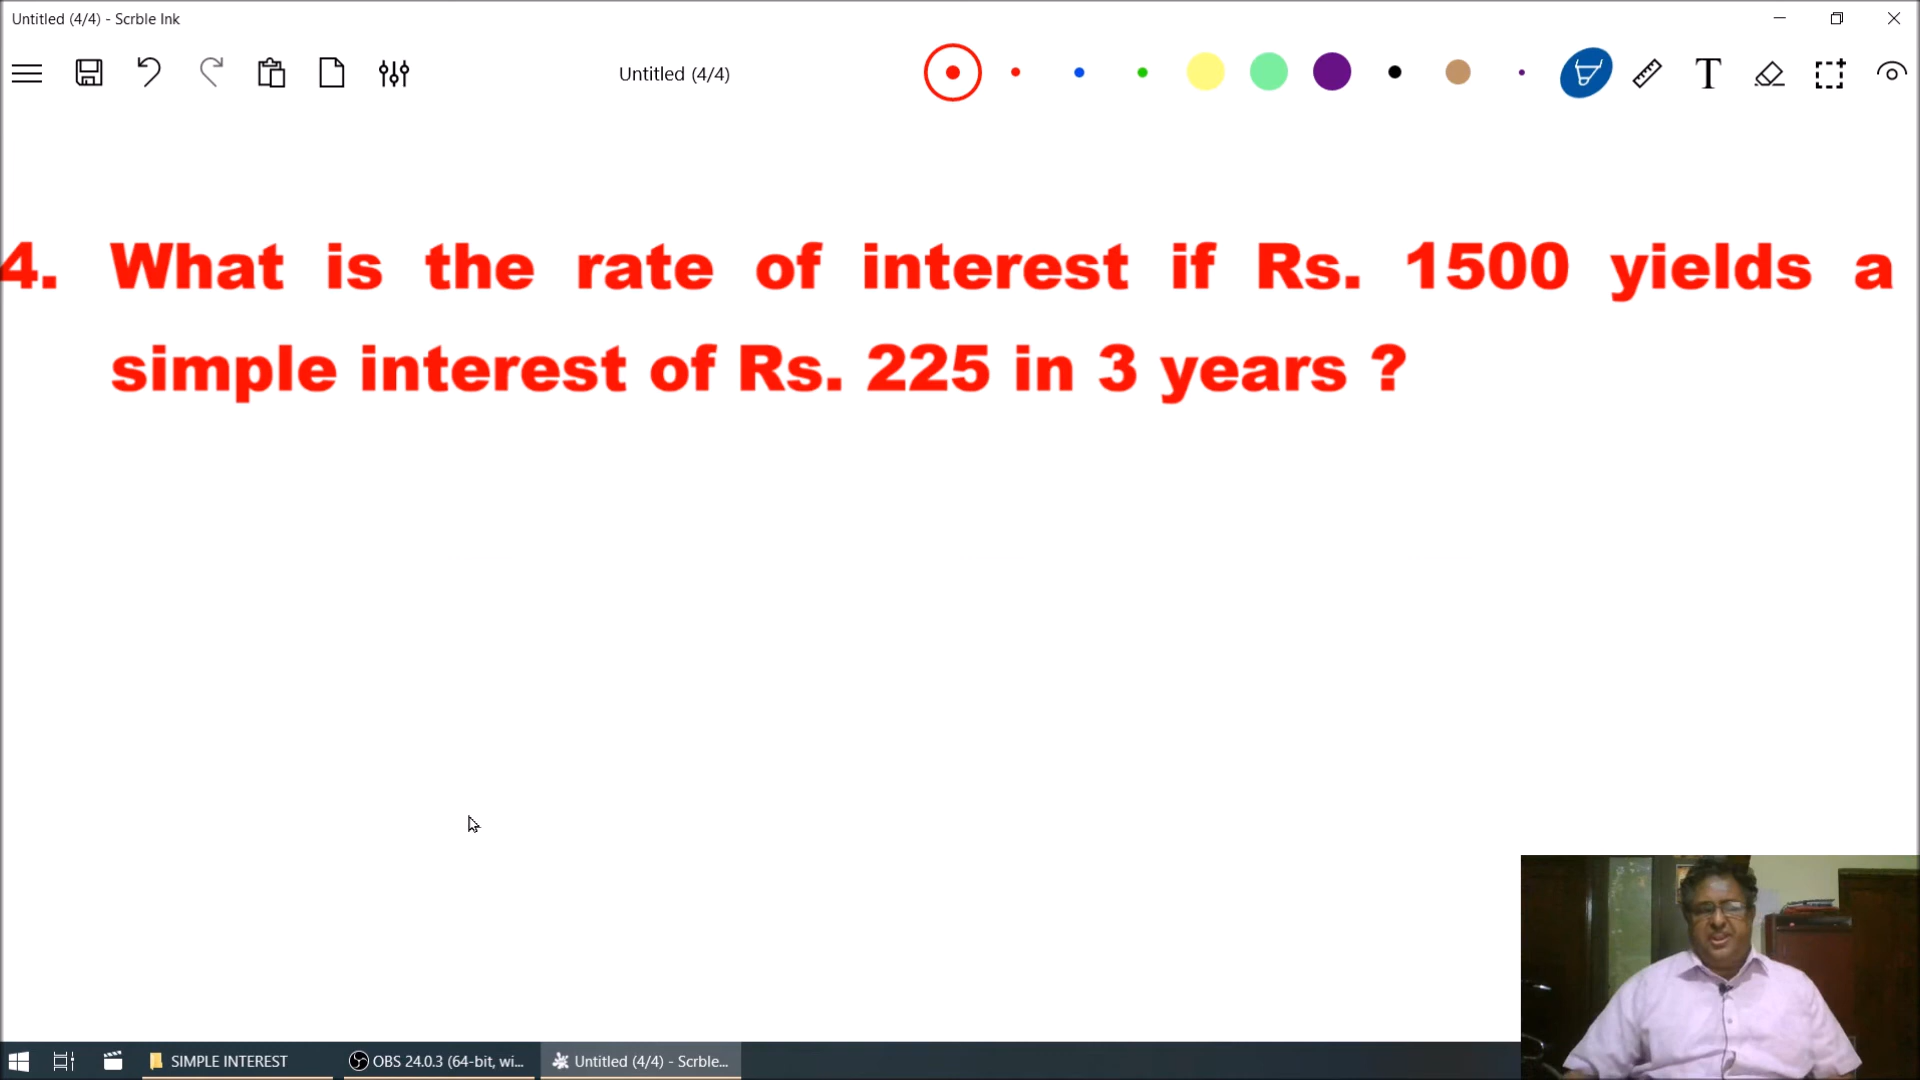 Untitled (4/4) - Scrble Ink
Untitled (4/4)
T
4. What is the rate of interest if Rs. 1500 yields a
simple interest of Rs. 225 in 3 years ?
SIMPLE INTEREST
OBS 24.0.3 (64-bit, wi...
Untitled (4/4) - Scrble...